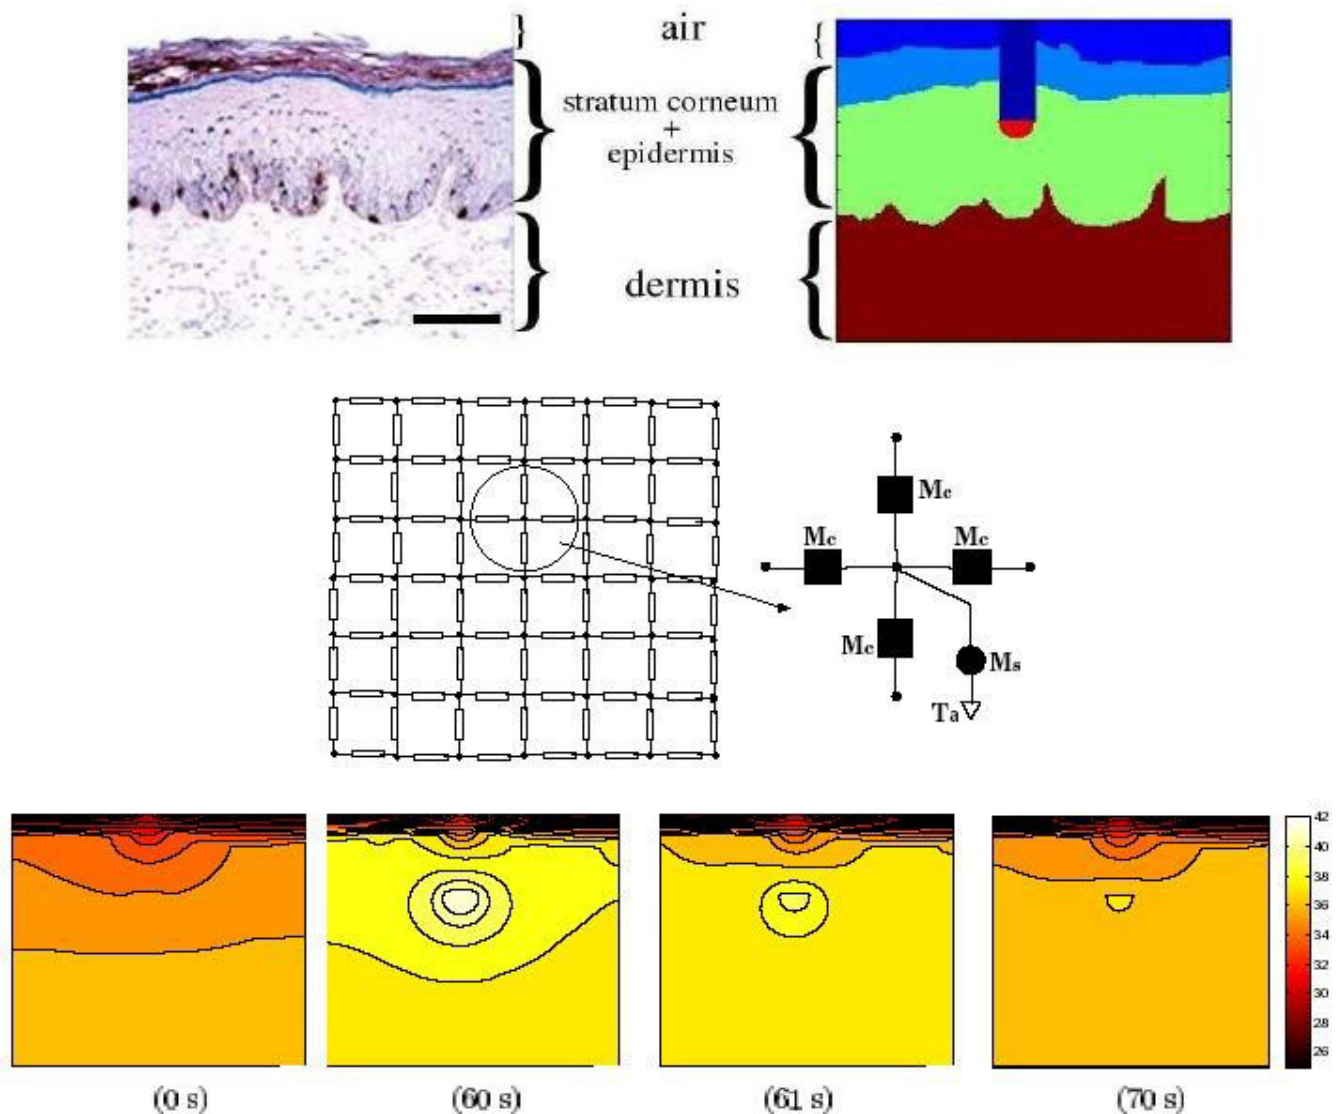 air
stratum corneum
+
epidermis
dermis
Mc
Mc
Mc
Mc
Ms
Ta
42
40
38
36
34
32
30
28
26
(0 s)
(60 s)
(61 s)
(70 s)